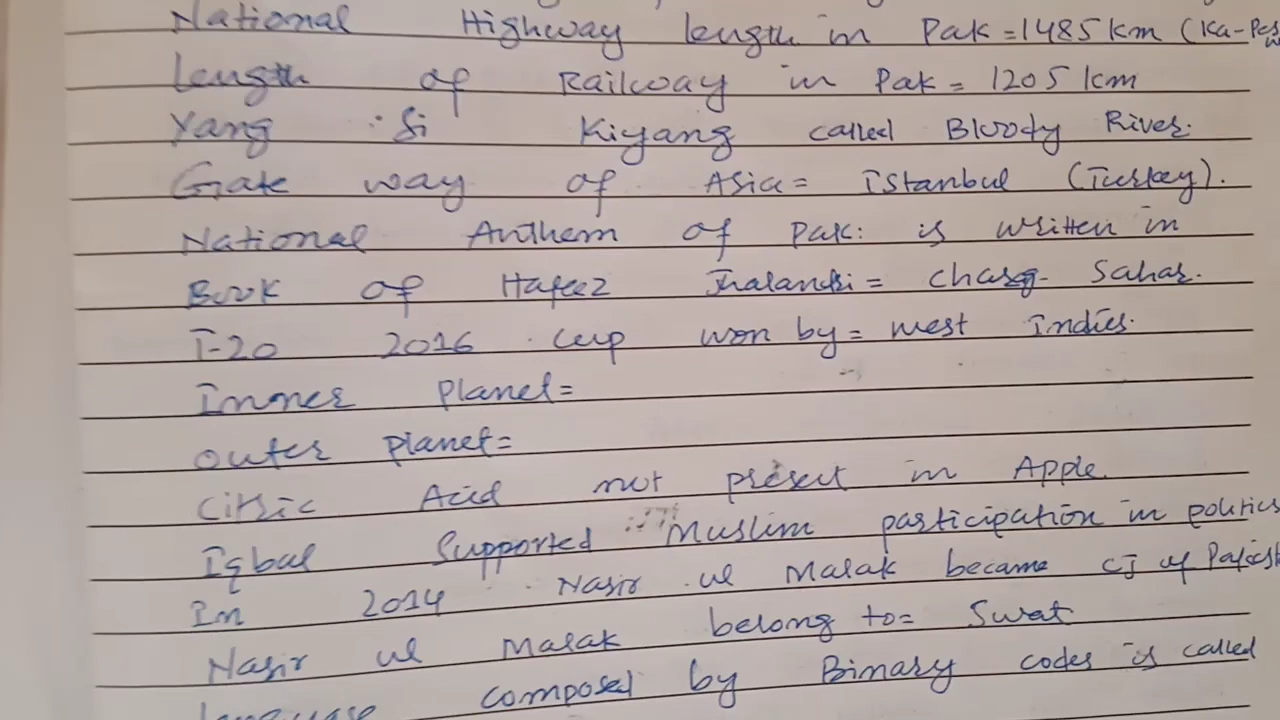 National Highway length in Pak = 1485 km (Ka-Pes
Length of Railway in Pak = 1205 km
Yang Si Kiyang called Bloody River.
Gate way of Asia = istanbul (Turkey).
National Anthem of Pak: is written in
Book of Hafeez Jhalandri = charg- Sahar.
T-20 2016 cup won by = west Indies.
Inner Planet=
outer planet=
Citric Acid not present in Apple.
Iqbal Supported Muslim participation in politics
In 2014 Nasir ul Malak became CJ of
Nasir ul Malak belong to = Swat
language composed by Binary codes is called